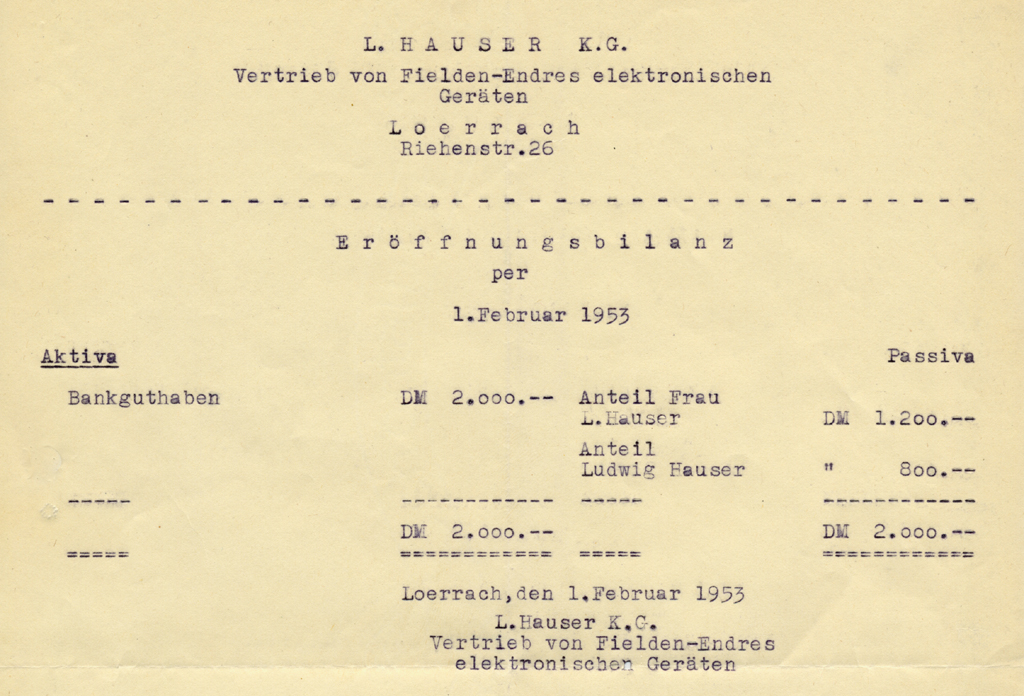 L. H A U S E R K.G.
Vertrieb von Fielden-Endres elektronischen
Geräten
L o e r r a c h
Riehenstr.26
- - - - - - - - - - - - - - - - - - - - - - - - - - - - - - - - - - - - -
E r ö f f n u n g s b i l a n z
per
1.Februar 1953
Aktiva Passiva
Bankguthaben DM 2.ooo.-- Anteil Frau
L.Hauser DM 1.2oo.--
Anteil
Ludwig Hauser " 8oo.--
----- ------------ ----- ------------
DM 2.ooo.-- DM 2.ooo.--
===== ============ ===== ============
Loerrach,den 1.Februar 1953
L.Hauser K.G.
Vertrieb von Fielden-Endres
elektronischen Geräten